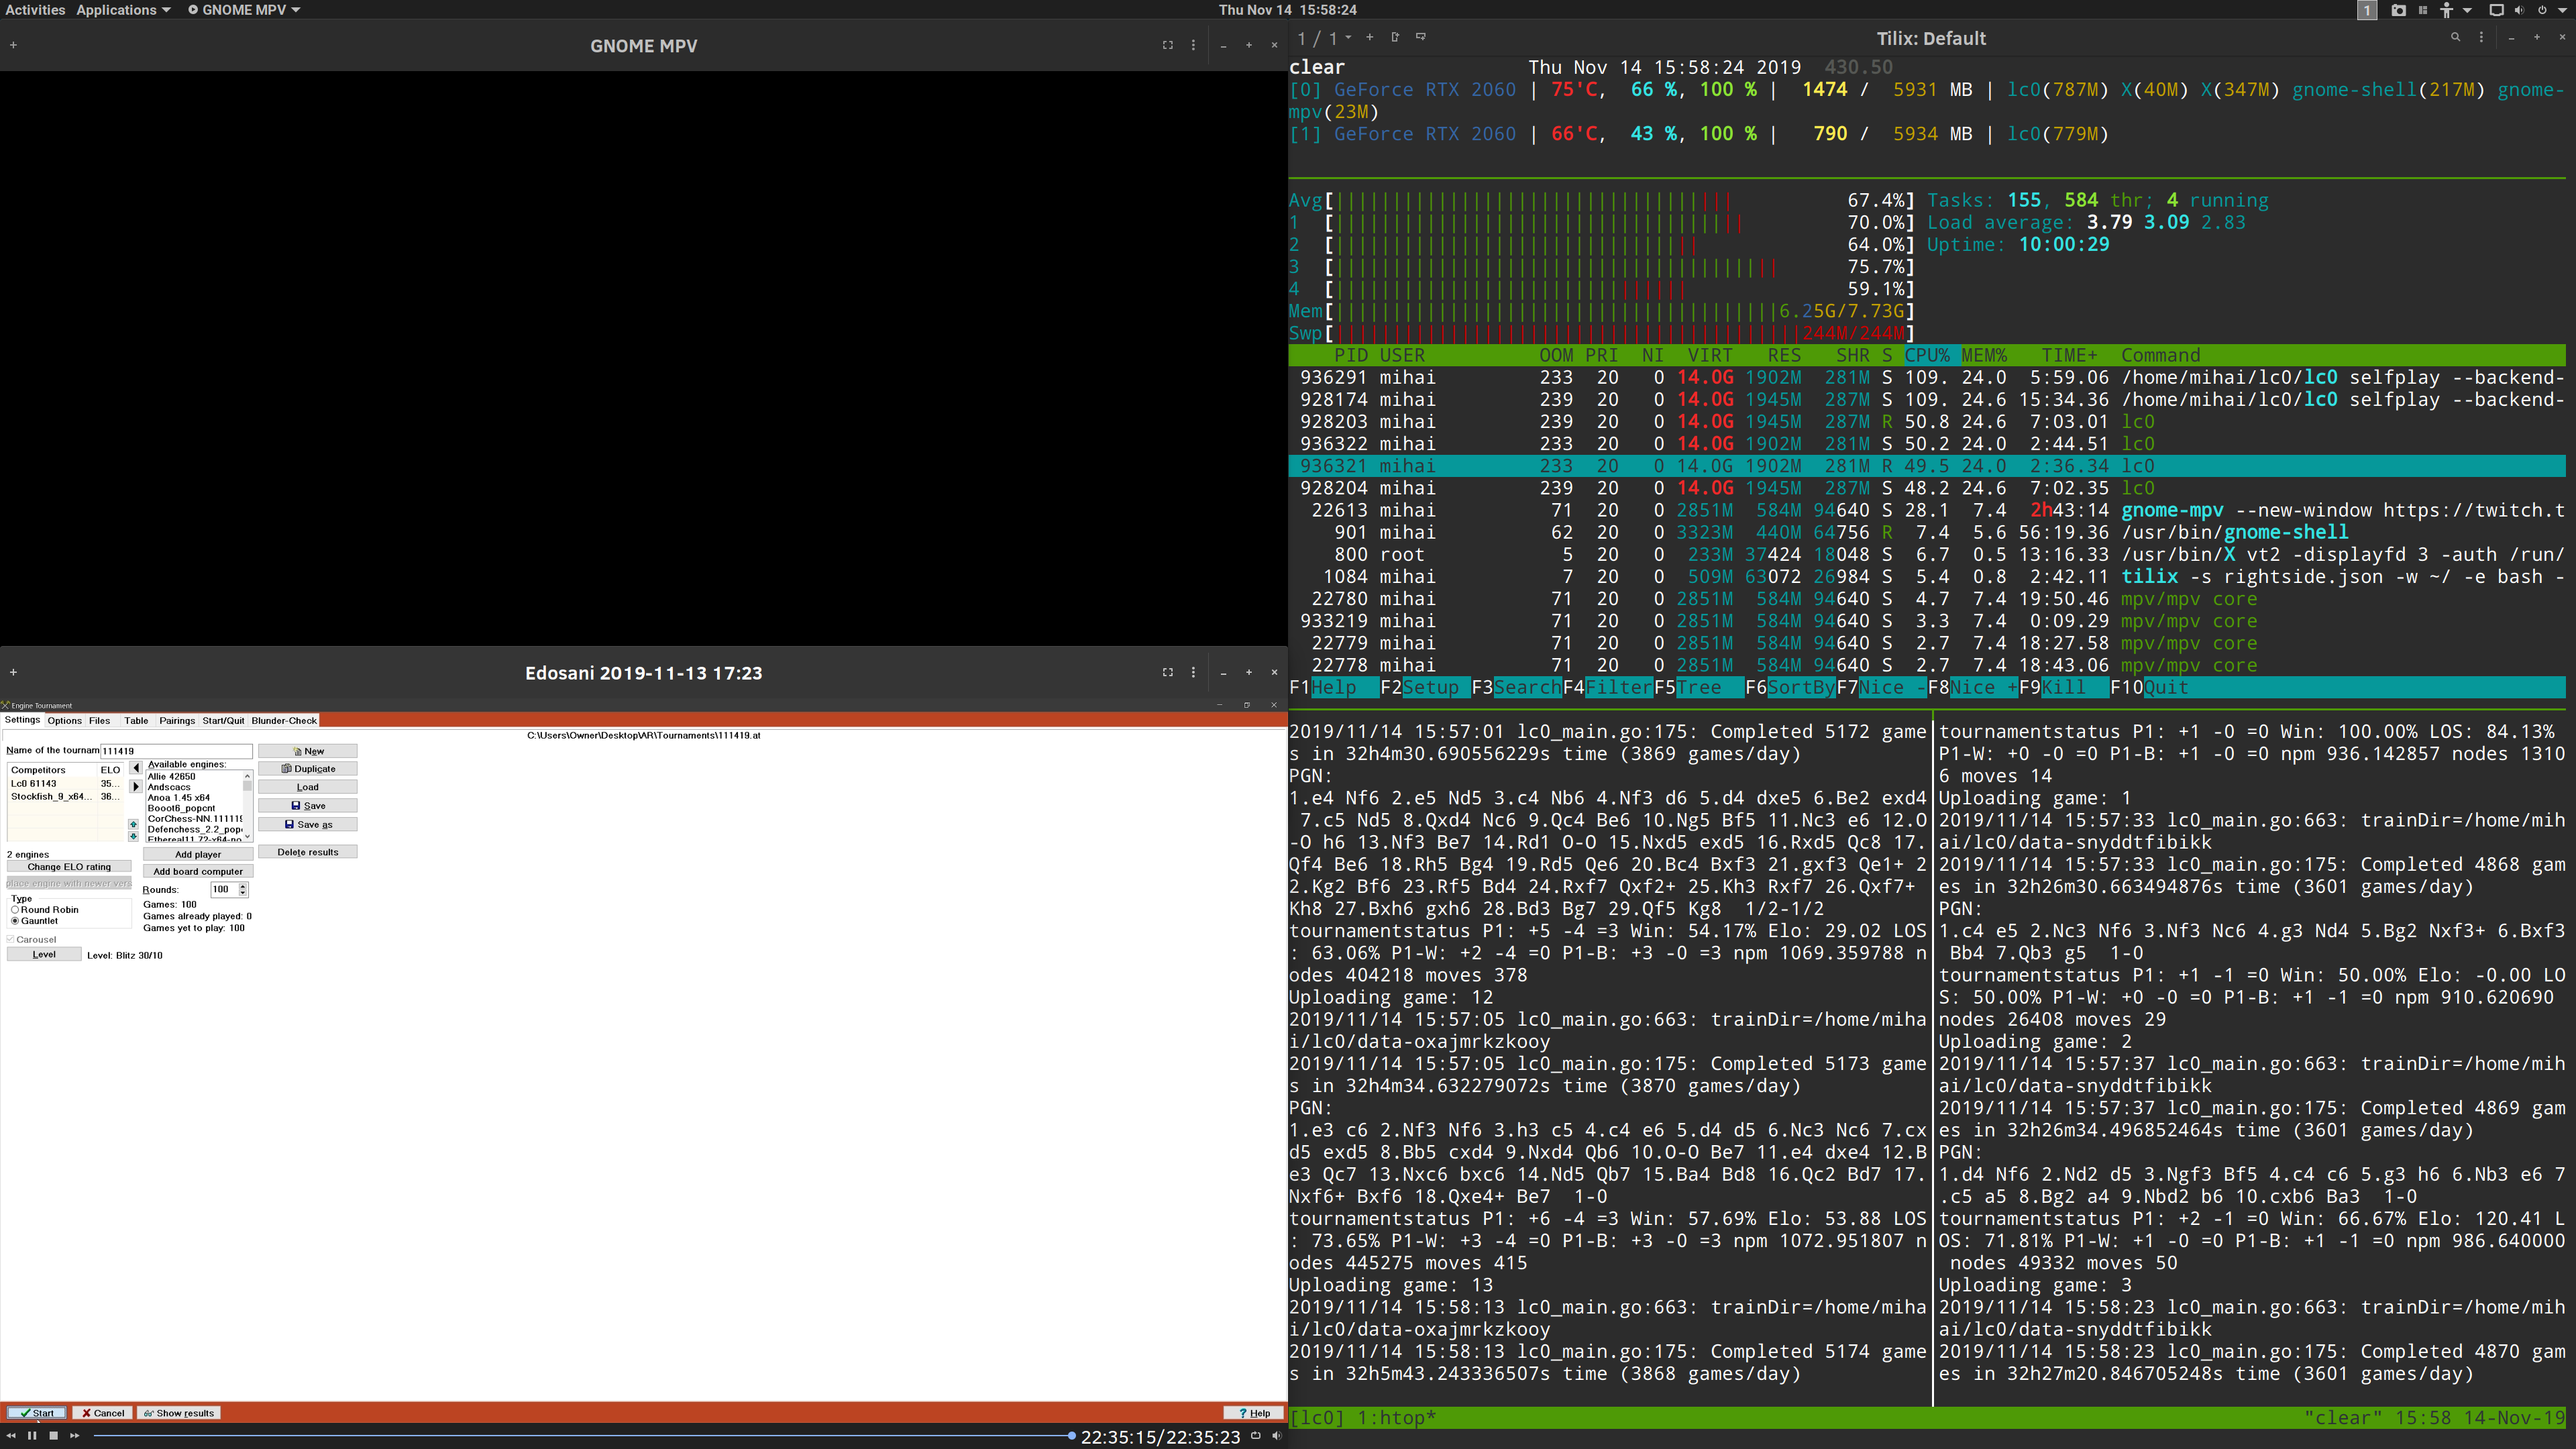 Activities Applications GNOME MPV Thu Nov 14 15:58:24 1
GNOME MPV
Edosani 2019-11-13 17:23
Engine Tournament
Settings Options Files Table Pairings Start/Quit Blunder-Check
C:\Users\Owner\Desktop\AR\Tournaments\111419.at
Name of the tournam 111419
New
Duplicate
Load
Save
Save as
Delete results
Competitors ELO
Lc0 61143 35...
Stockfish_9_x64... 36...
Available engines:
Allie 42650
Andscacs
Anoa 1.45 x64
Booot6_popcnt
CorChess-NN.111119
Defenchess_2.2_pop
Ethereal11.72-x64-po
2 engines
Change ELO rating
place engine with newer vers
Add player
Add board computer
Rounds: 100
Type
Round Robin
Gauntlet
Games: 100
Games already played: 0
Games yet to play: 100
Carousel
Level Level: Blitz 30/10
Start Cancel Show results Help
22:35:15/22:35:23
1 / 1 Tilix: Default
clear Thu Nov 14 15:58:24 2019 430.50
[0] GeForce RTX 2060 | 75'C, 66 %, 100 % | 1474 / 5931 MB | lc0(787M) X(40M) X(347M) gnome-shell(217M) gnome-
mpv(23M)
[1] GeForce RTX 2060 | 66'C, 43 %, 100 % | 790 / 5934 MB | lc0(779M)
Avg[ 67.4%] Tasks: 155, 584 thr; 4 running
1 [ 70.0%] Load average: 3.79 3.09 2.83
2 [ 64.0%] Uptime: 10:00:29
3 [ 75.7%]
4 [ 59.1%]
Mem[ 6.25G/7.73G]
Swp[ 244M/244M]
PID USER OOM PRI NI VIRT RES SHR S CPU% MEM% TIME+ Command
936291 mihai 233 20 0 14.0G 1902M 281M S 109. 24.0 5:59.06 /home/mihai/lc0/lc0 selfplay --backend-
928174 mihai 239 20 0 14.0G 1945M 287M S 109. 24.6 15:34.36 /home/mihai/lc0/lc0 selfplay --backend-
928203 mihai 239 20 0 14.0G 1945M 287M R 50.8 24.6 7:03.01 lc0
936322 mihai 233 20 0 14.0G 1902M 281M S 50.2 24.0 2:44.51 lc0
936321 mihai 233 20 0 14.0G 1902M 281M R 49.5 24.0 2:36.34 lc0
928204 mihai 239 20 0 14.0G 1945M 287M S 48.2 24.6 7:02.35 lc0
22613 mihai 71 20 0 2851M 584M 94640 S 28.1 7.4 2h43:14 gnome-mpv --new-window https://twitch.t
901 mihai 62 20 0 3323M 440M 64756 R 7.4 5.6 56:19.36 /usr/bin/gnome-shell
800 root 5 20 0 233M 37424 18048 S 6.7 0.5 13:16.33 /usr/bin/X vt2 -displayfd 3 -auth /run/
1084 mihai 7 20 0 509M 63072 26984 S 5.4 0.8 2:42.11 tilix -s rightside.json -w ~/ -e bash -
22780 mihai 71 20 0 2851M 584M 94640 S 4.7 7.4 19:50.46 mpv/mpv core
933219 mihai 71 20 0 2851M 584M 94640 S 3.3 7.4 0:09.29 mpv/mpv core
22779 mihai 71 20 0 2851M 584M 94640 S 2.7 7.4 18:27.58 mpv/mpv core
22778 mihai 71 20 0 2851M 584M 94640 S 2.7 7.4 18:43.06 mpv/mpv core
F1Help F2Setup F3SearchF4FilterF5Tree F6SortByF7Nice -F8Nice +F9Kill F10Quit
2019/11/14 15:57:01 lc0_main.go:175: Completed 5172 game
s in 32h4m30.690556229s time (3869 games/day)
PGN:
1.e4 Nf6 2.e5 Nd5 3.c4 Nb6 4.Nf3 d6 5.d4 dxe5 6.Be2 exd4
7.c5 Nd5 8.Qxd4 Nc6 9.Qc4 Be6 10.Ng5 Bf5 11.Nc3 e6 12.O
-O h6 13.Nf3 Be7 14.Rd1 O-O 15.Nxd5 exd5 16.Rxd5 Qc8 17.
Qf4 Be6 18.Rh5 Bg4 19.Rd5 Qe6 20.Bc4 Bxf3 21.gxf3 Qe1+ 2
2.Kg2 Bf6 23.Rf5 Bd4 24.Rxf7 Qxf2+ 25.Kh3 Rxf7 26.Qxf7+
Kh8 27.Bxh6 gxh6 28.Bd3 Bg7 29.Qf5 Kg8 1/2-1/2
tournamentstatus P1: +5 -4 =3 Win: 54.17% Elo: 29.02 LOS
: 63.06% P1-W: +2 -4 =0 P1-B: +3 -0 =3 npm 1069.359788 n
odes 404218 moves 378
Uploading game: 12
2019/11/14 15:57:05 lc0_main.go:663: trainDir=/home/miha
i/lc0/data-oxajmrkzkooy
2019/11/14 15:57:05 lc0_main.go:175: Completed 5173 game
s in 32h4m34.632279072s time (3870 games/day)
PGN:
1.e3 c6 2.Nf3 Nf6 3.h3 c5 4.c4 e6 5.d4 d5 6.Nc3 Nc6 7.cx
d5 exd5 8.Bb5 cxd4 9.Nxd4 Qb6 10.O-O Be7 11.e4 dxe4 12.B
e3 Qc7 13.Nxc6 bxc6 14.Nd5 Qb7 15.Ba4 Bd8 16.Qc2 Bd7 17.
Nxf6+ Bxf6 18.Qxe4+ Be7 1-0
tournamentstatus P1: +6 -4 =3 Win: 57.69% Elo: 53.88 LOS
: 73.65% P1-W: +3 -4 =0 P1-B: +3 -0 =3 npm 1072.951807 n
odes 445275 moves 415
Uploading game: 13
2019/11/14 15:58:13 lc0_main.go:663: trainDir=/home/miha
i/lc0/data-oxajmrkzkooy
2019/11/14 15:58:13 lc0_main.go:175: Completed 5174 game
s in 32h5m43.243336507s time (3868 games/day)
tournamentstatus P1: +1 -0 =0 Win: 100.00% LOS: 84.13%
P1-W: +0 -0 =0 P1-B: +1 -0 =0 npm 936.142857 nodes 1310
6 moves 14
Uploading game: 1
2019/11/14 15:57:33 lc0_main.go:663: trainDir=/home/mih
ai/lc0/data-snyddtfibikk
2019/11/14 15:57:33 lc0_main.go:175: Completed 4868 gam
es in 32h26m30.663494876s time (3601 games/day)
PGN:
1.c4 e5 2.Nc3 Nf6 3.Nf3 Nc6 4.g3 Nd4 5.Bg2 Nxf3+ 6.Bxf3
Bb4 7.Qb3 g5 1-0
tournamentstatus P1: +1 -1 =0 Win: 50.00% Elo: -0.00 LO
S: 50.00% P1-W: +0 -0 =0 P1-B: +1 -1 =0 npm 910.620690
nodes 26408 moves 29
Uploading game: 2
2019/11/14 15:57:37 lc0_main.go:663: trainDir=/home/mih
ai/lc0/data-snyddtfibikk
2019/11/14 15:57:37 lc0_main.go:175: Completed 4869 gam
es in 32h26m34.496852464s time (3601 games/day)
PGN:
1.d4 Nf6 2.Nd2 d5 3.Ngf3 Bf5 4.c4 c6 5.g3 h6 6.Nb3 e6 7
.c5 a5 8.Bg2 a4 9.Nbd2 b6 10.cxb6 Ba3 1-0
tournamentstatus P1: +2 -1 =0 Win: 66.67% Elo: 120.41 L
OS: 71.81% P1-W: +1 -0 =0 P1-B: +1 -1 =0 npm 986.640000
nodes 49332 moves 50
Uploading game: 3
2019/11/14 15:58:23 lc0_main.go:663: trainDir=/home/mih
ai/lc0/data-snyddtfibikk
2019/11/14 15:58:23 lc0_main.go:175: Completed 4870 gam
es in 32h27m20.846705248s time (3601 games/day)
[lc0] 1:htop* "clear" 15:58 14-Nov-19